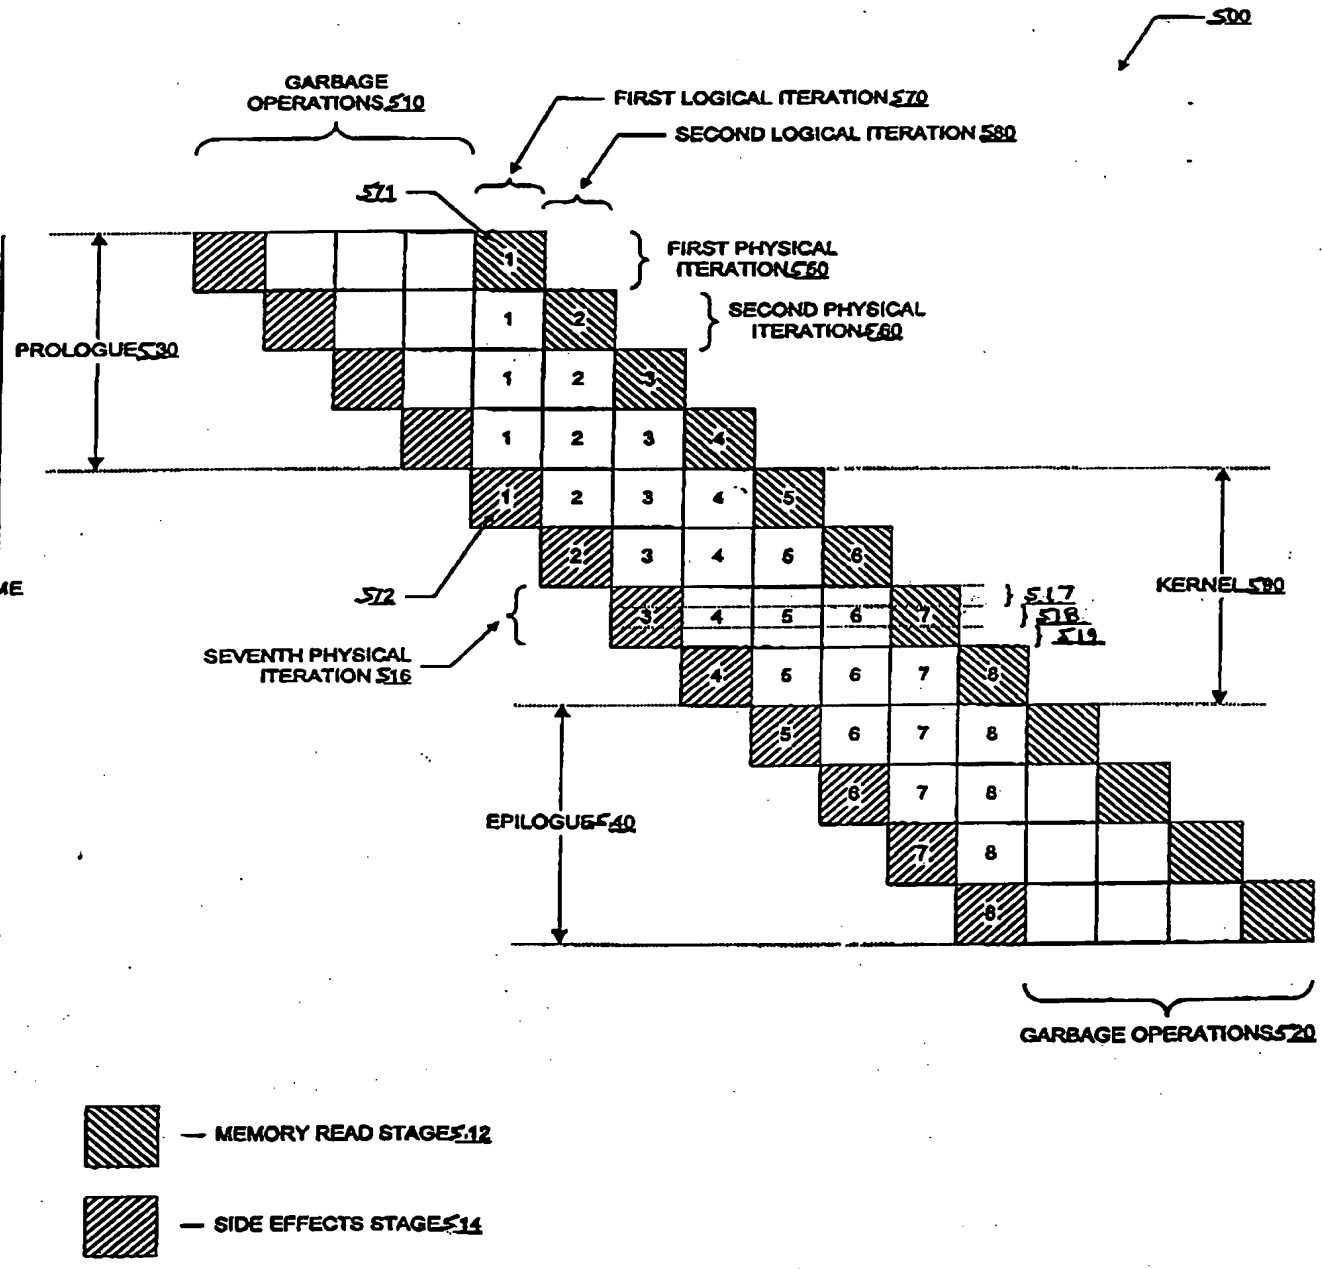 500
GARBAGE
OPERATIONS 510
FIRST LOGICAL ITERATION 570
SECOND LOGICAL ITERATION 580
571
1
FIRST PHYSICAL
ITERATION 550
1 2
SECOND PHYSICAL
ITERATION 560
PROLOGUE 530
1 2 3
1 2 3 4
1 2 3 4 5
2 3 4 5 6
572
KERNEL 590
3 4 5 6 7
517
518
519
SEVENTH PHYSICAL
ITERATION 516
4 5 6 7 8
5 6 7 8
6 7 8
EPILOGUE 540
7 8
8
GARBAGE OPERATIONS 520
MEMORY READ STAGE 512
SIDE EFFECTS STAGE 514